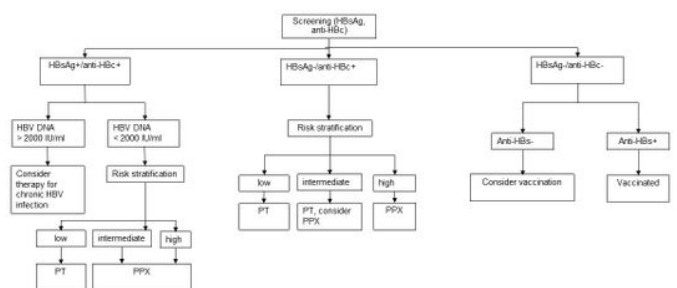 Screening (HBsAg,
anti-HBc)
HBsAg+/anti-HBc+
HBsAg-/anti-HBc+
HBsAg-/anti-HBc-
HBV DNA
> 2000 IU/ml
HBV DNA
< 2000 IU/ml
Risk stratification
Anti-HBs-
Anti-HBs+
Consider
therapy for
chronic HBV
infection
Risk stratification
low
intermediate
high
Consider vaccination
Vaccinated
PT
PT, consider
PPX
PPX
low
intermediate
high
PT
PPX